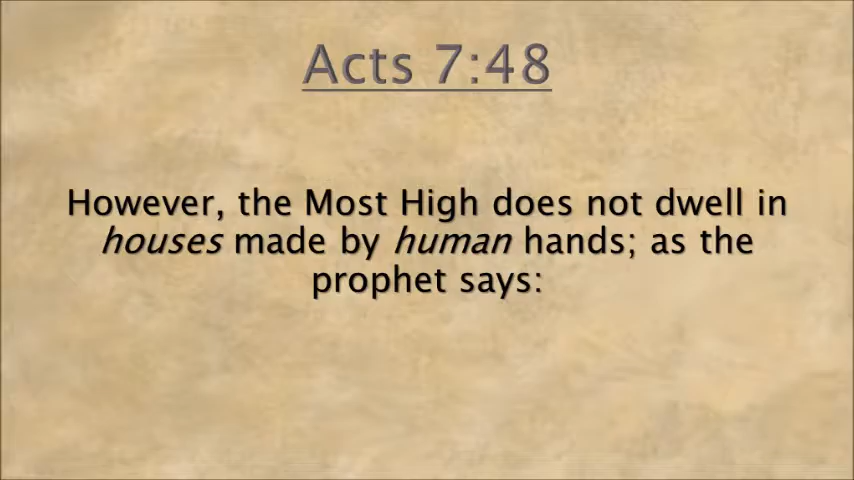 Acts 7:48
However, the Most High does not dwell in
houses made by human hands; as the
prophet says: